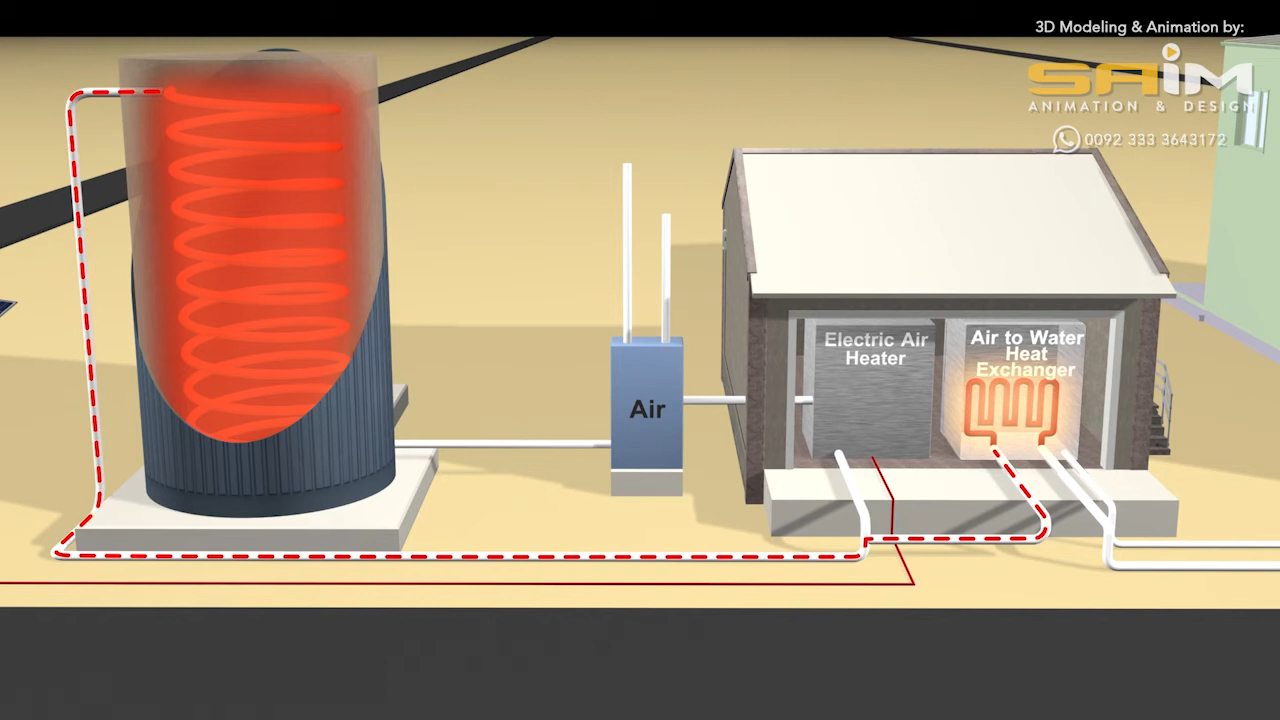 3D Modeling & Animation by:
SAIM
ANIMATION & DESIGN
0092 333 3643172
Electric Air
Heater
Air to Water
Heat
Exchanger
Air